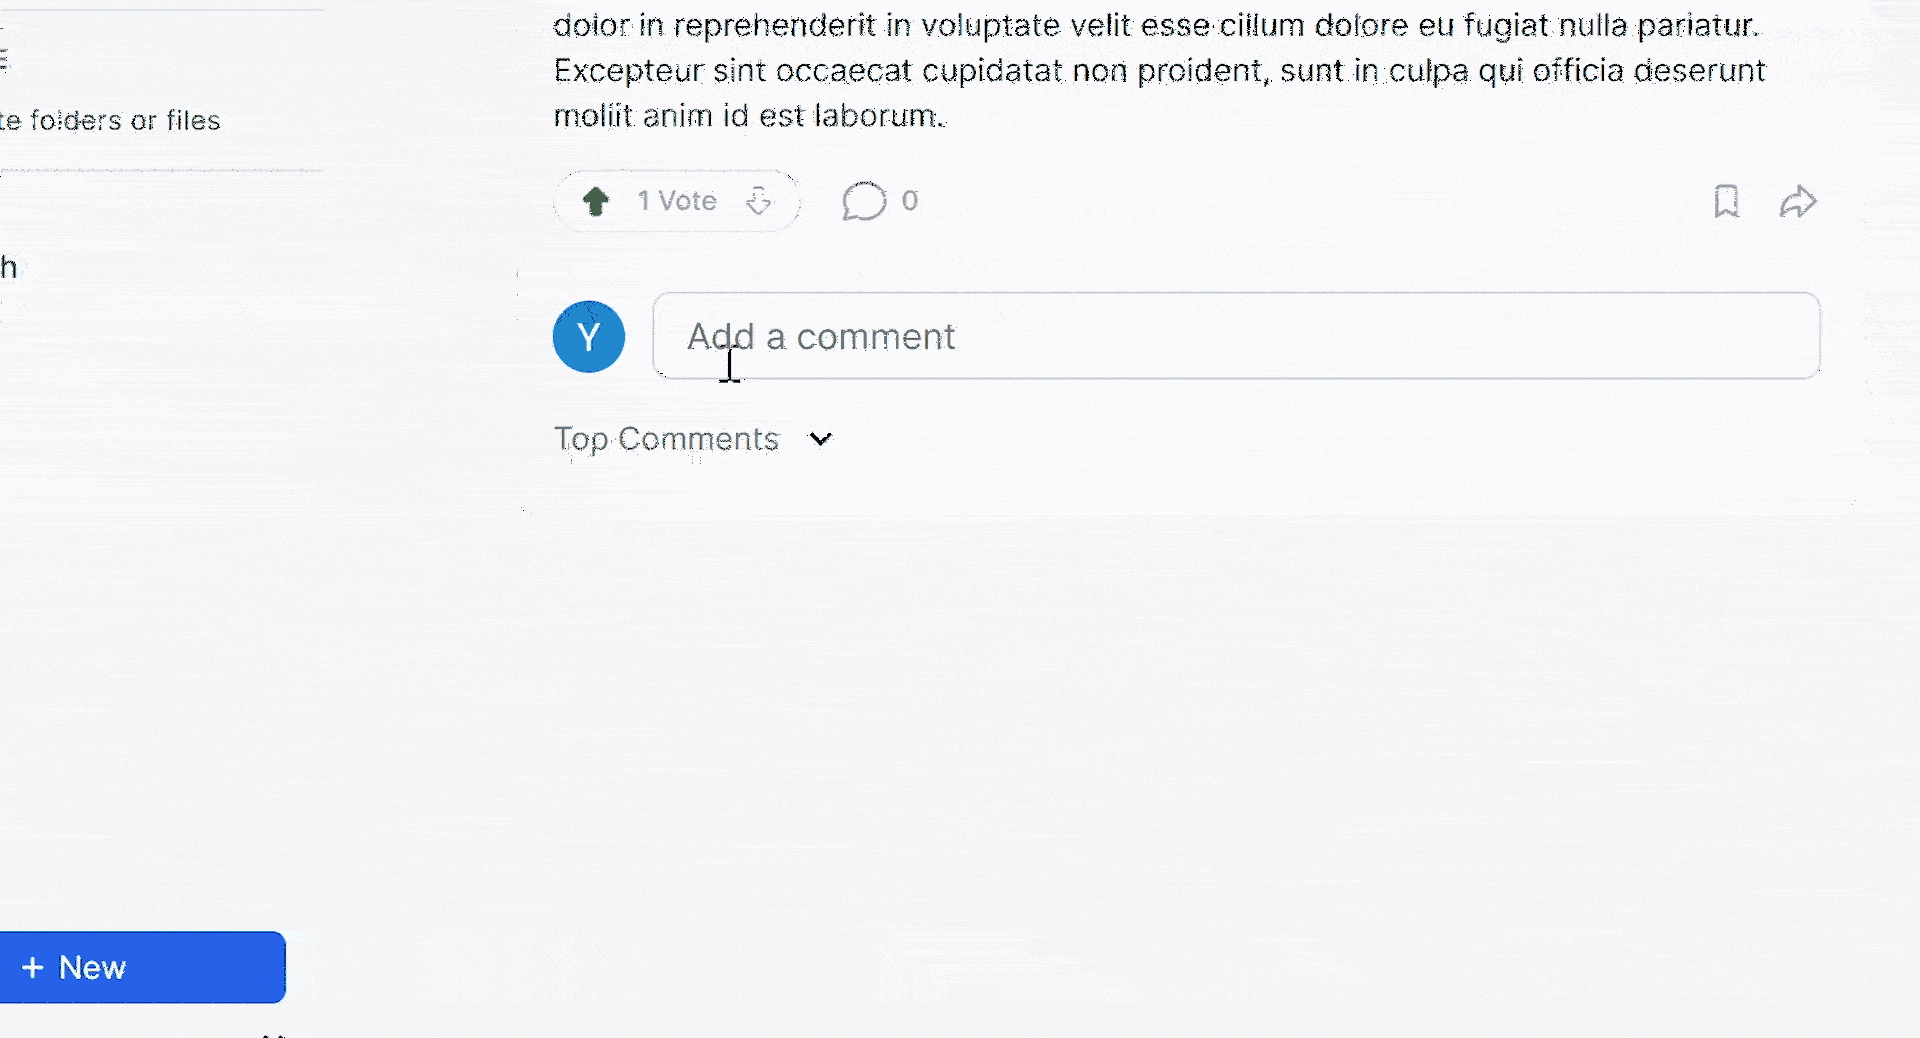 dolor in reprehenderit in voluptate velit esse cillum dolore eu fugiat nulla pariatur.
Excepteur sint occaecat cupidatat non proident, sunt in culpa qui officia deserunt
mollit anim id est laborum.
te folders or files
1 Vote
0
h
Y
Add a comment
Top Comments
+ New